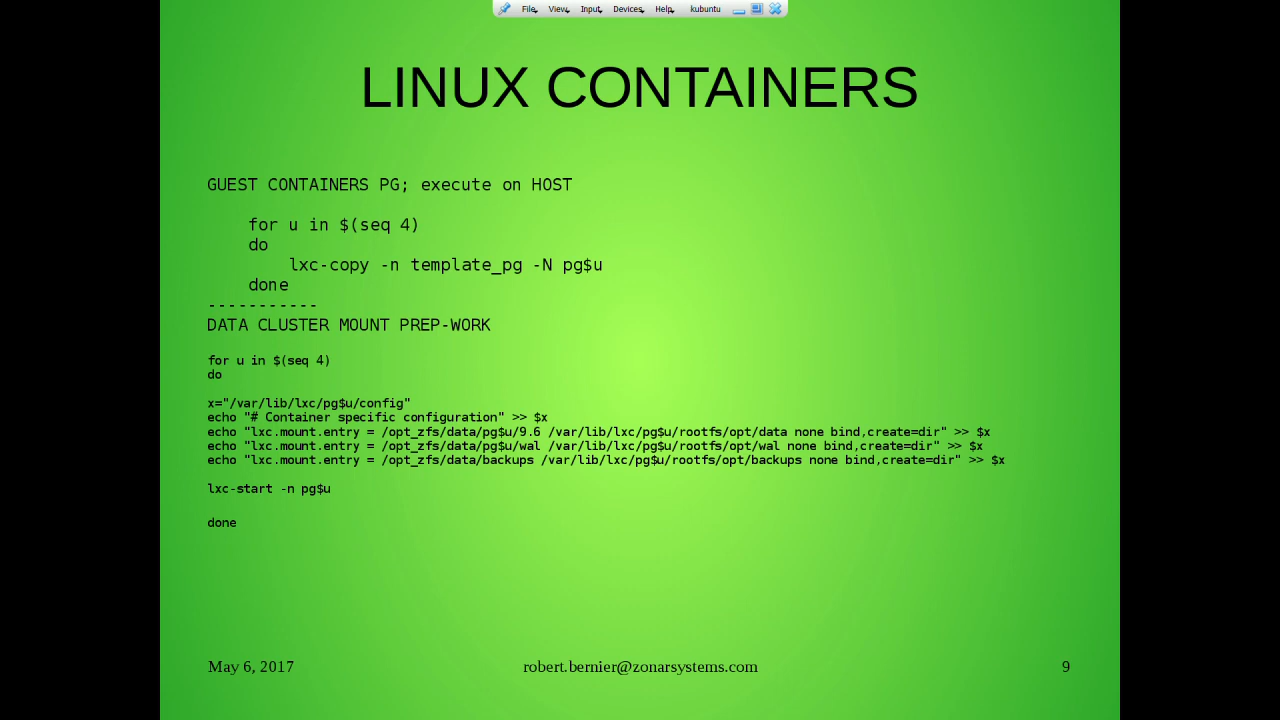 File View Input Devices Help kubuntu
LINUX CONTAINERS
GUEST CONTAINERS PG; execute on HOST
for u in $(seq 4)
do
lxc-copy -n template_pg -N pg$u
done
-----------
DATA CLUSTER MOUNT PREP-WORK
for u in $(seq 4)
do
x="/var/lib/lxc/pg$u/config"
echo "# Container specific configuration" >> $x
echo "lxc.mount.entry = /opt_zfs/data/pg$u/9.6 /var/lib/lxc/pg$u/rootfs/opt/data none bind,create=dir" >> $x
echo "lxc.mount.entry = /opt_zfs/data/pg$u/wal /var/lib/lxc/pg$u/rootfs/opt/wal none bind,create=dir" >> $x
echo "lxc.mount.entry = /opt_zfs/data/backups /var/lib/lxc/pg$u/rootfs/opt/backups none bind,create=dir" >> $x
lxc-start -n pg$u
done
May 6, 2017 robert.bernier@zonarsystems.com 9